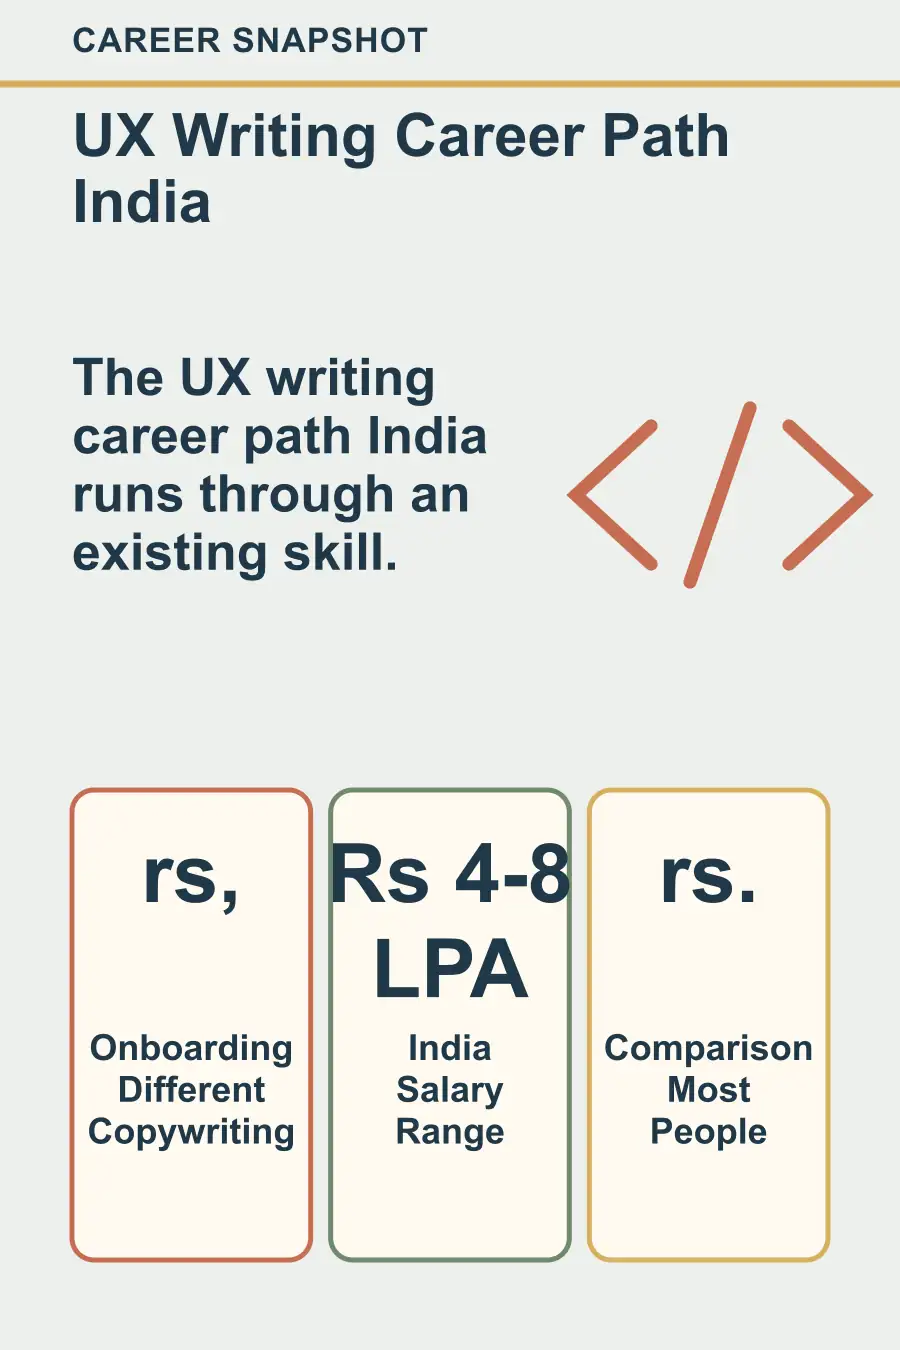 CAREER SNAPSHOT
UX Writing Career Path
India
The UX writing
career path India
runs through an
existing skill.
rs,
Onboarding
Different
Copywriting
Rs 4-8
LPA
India
Salary
Range
rs.
Comparison
Most
People